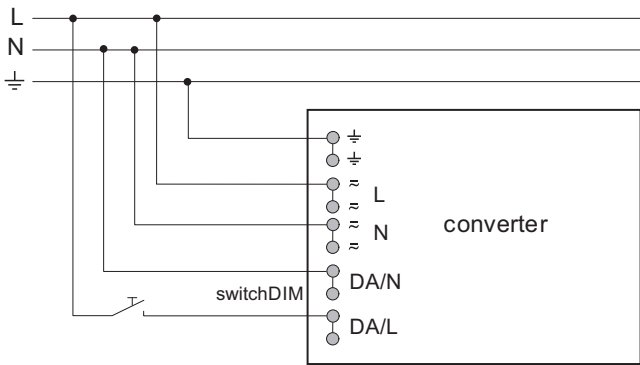 L
N
L
N
converter
switchDIM
DA/N
DA/L